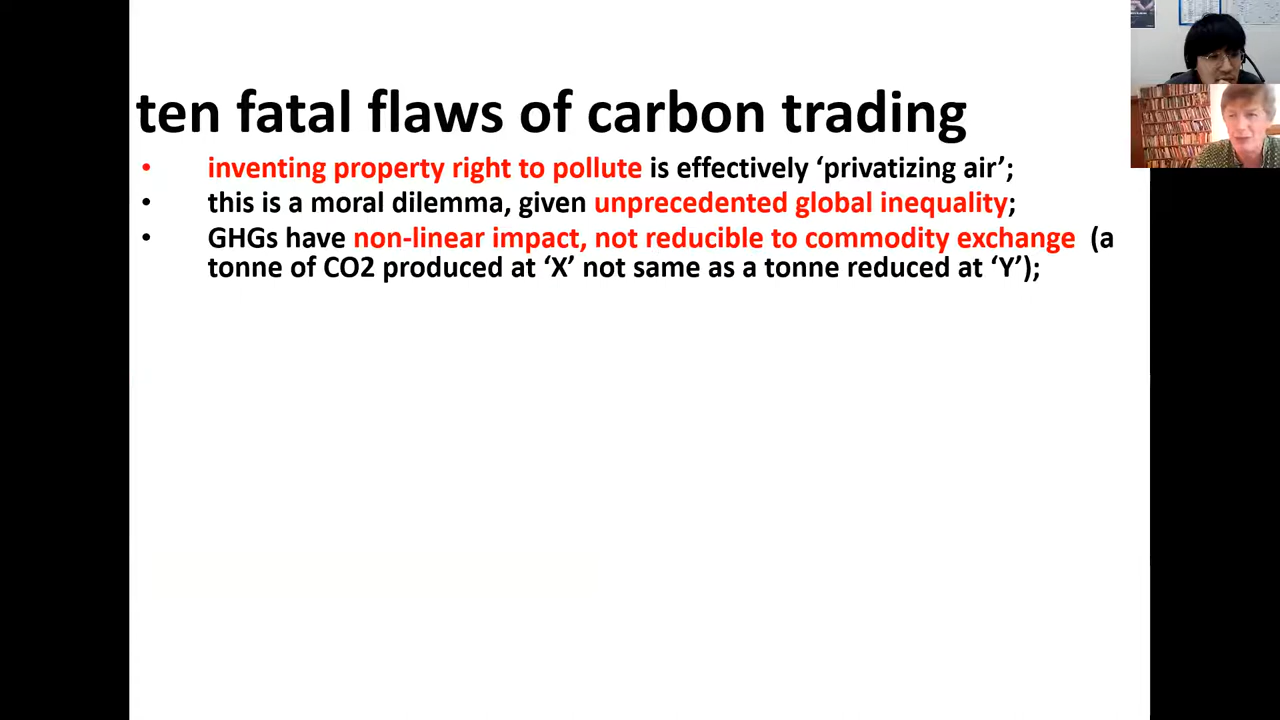 ten fatal flaws of carbon trading
• inventing property right to pollute is effectively ‘privatizing air’;
• this is a moral dilemma, given unprecedented global inequality;
• GHGs have non-linear impact, not reducible to commodity exchange (a
tonne of CO2 produced at ‘X’ not same as a tonne reduced at ‘Y’);